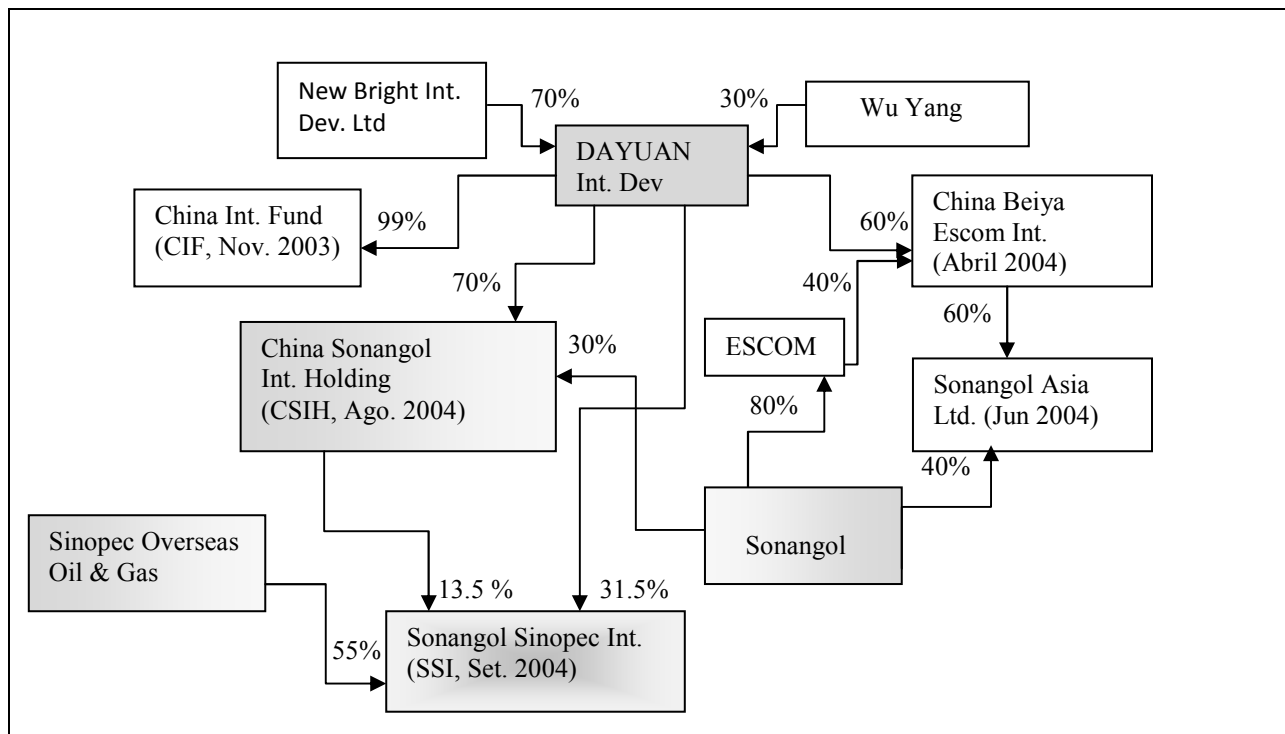 New Bright Int.
Dev. Ltd
70%
30%
Wu Yang
DAYUAN
Int. Dev
China Int. Fund
(CIF, Nov. 2003)
99%
60%
China Beiya
Escom Int.
(Abril 2004)
70%
40%
60%
China Sonangol
Int. Holding
(CSIH, Ago. 2004)
30%
ESCOM
80%
Sonangol Asia
Ltd. (Jun 2004)
40%
Sinopec Overseas
Oil & Gas
Sonangol
13.5 %
31.5%
55%
Sonangol Sinopec Int.
(SSI, Set. 2004)